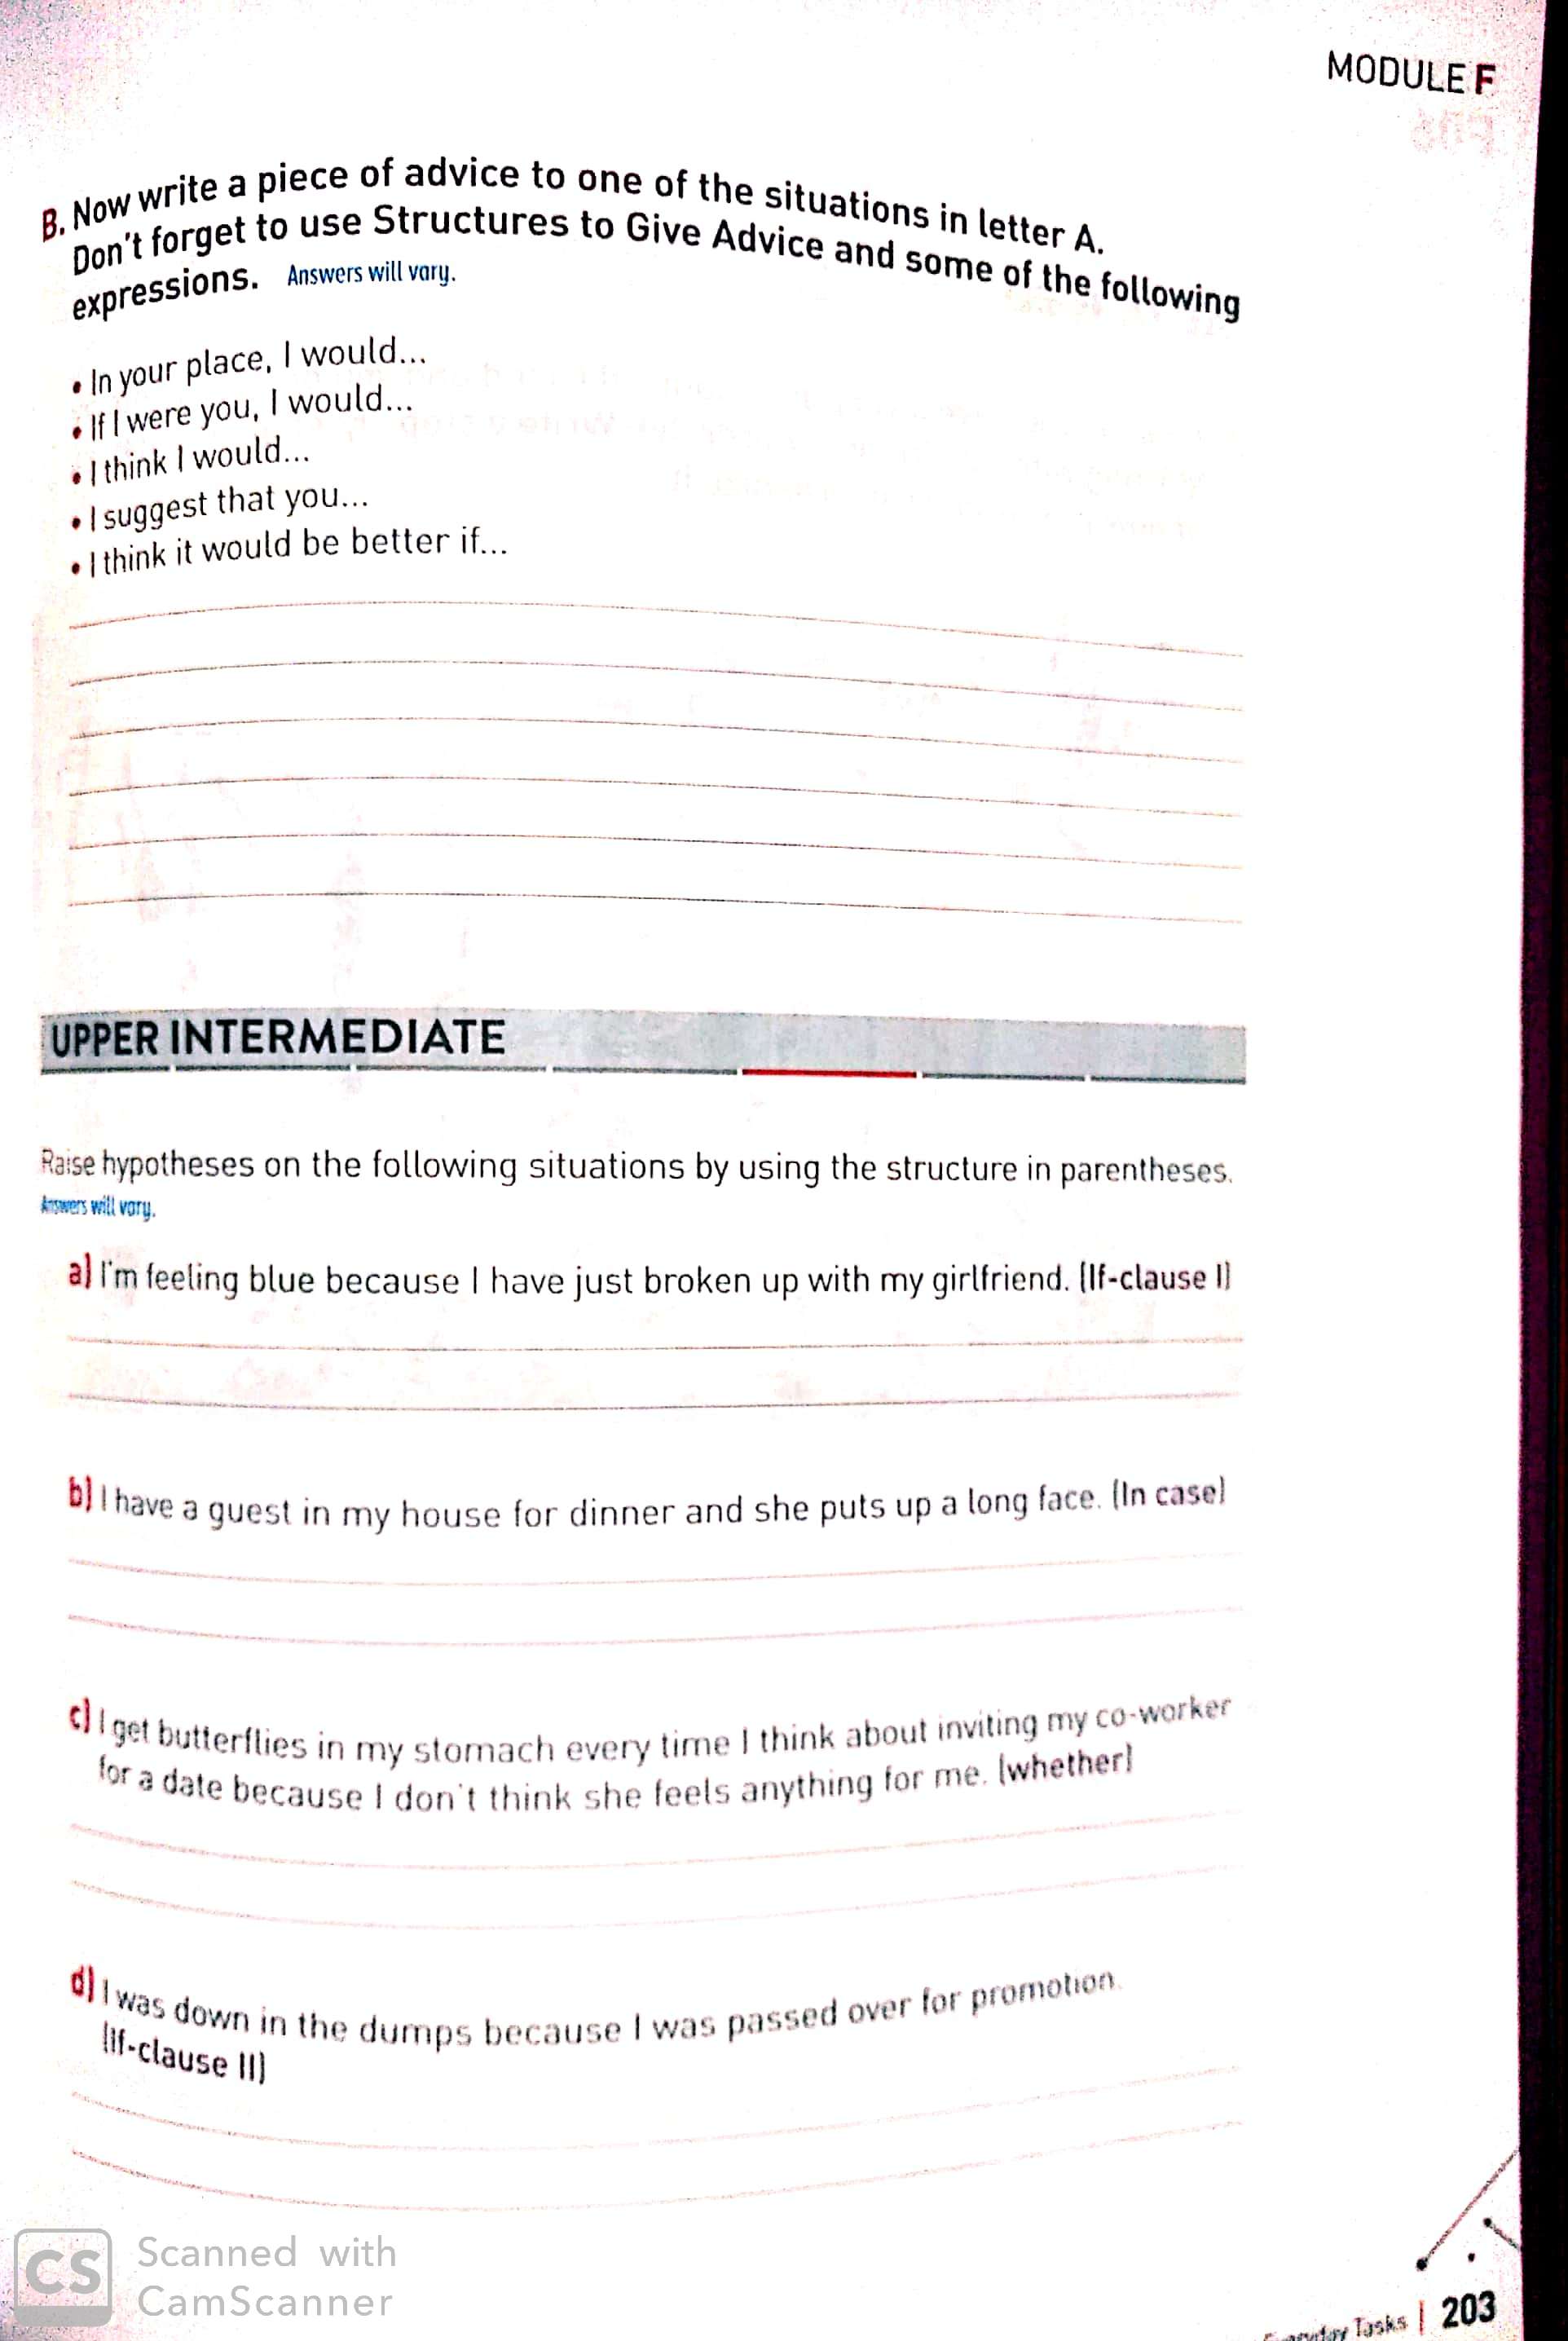 MODULE F
B. Now write a piece of advice to one of the situations in letter A.
Don't forget to use Structures to Give Advice and some of the following
expressions. Answers will vary.
• In your place, I would...
• If I were you, I would...
• I think I would...
• I suggest that you...
• I think it would be better if...
UPPER INTERMEDIATE
Raise hypotheses on the following situations by using the structure in parentheses.
Answers will vary.
a) I'm feeling blue because I have just broken up with my girlfriend. (If-clause I)
b) I have a guest in my house for dinner and she puts up a long face. (In case)
c) I get butterflies in my stomach every time I think about inviting my co-worker
for a date because I don't think she feels anything for me. (whether)
d) I was down in the dumps because I was passed over for promotion.
(If-clause II)
CS Scanned with
CamScanner
Tasks | 203